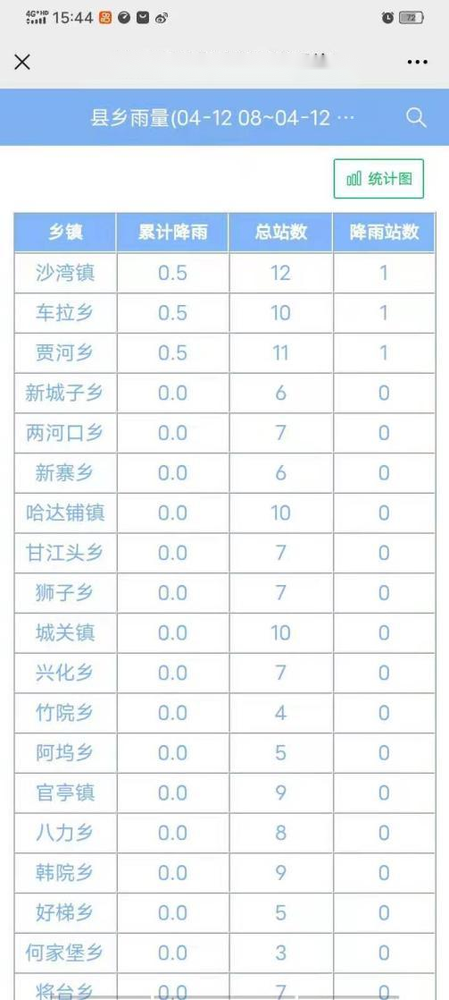 4G+HD 15:44 72
县乡雨量(04-12 08~04-12 ···
统计图
乡镇 累计降雨 总站数 降雨站数
沙湾镇 0.5 12 1
车拉乡 0.5 10 1
贾河乡 0.5 11 1
新城子乡 0.0 6 0
两河口乡 0.0 7 0
新寨乡 0.0 6 0
哈达铺镇 0.0 10 0
甘江头乡 0.0 7 0
狮子乡 0.0 7 0
城关镇 0.0 10 0
兴化乡 0.0 7 0
竹院乡 0.0 4 0
阿坞乡 0.0 5 0
官亭镇 0.0 9 0
八力乡 0.0 8 0
韩院乡 0.0 9 0
好梯乡 0.0 5 0
何家堡乡 0.0 3 0
将台乡 0.0 7 0